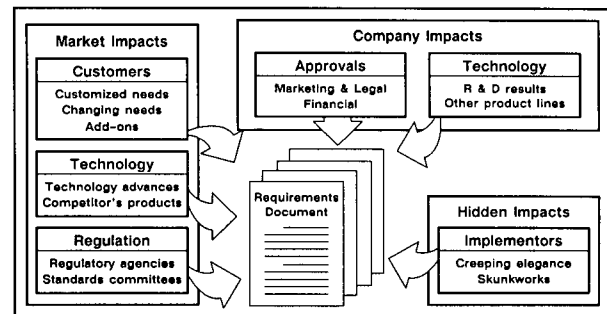 Market Impacts
Customers
Customized needs
Changing needs
Add-ons
Technology
Technology advances
Competitor's products
Regulation
Regulatory agencies
Standards committees
Company Impacts
Approvals
Marketing & Legal
Financial
Technology
R & D results
Other product lines
Requirements
Document
Hidden Impacts
Implementors
Creeping elegance
Skunkworks